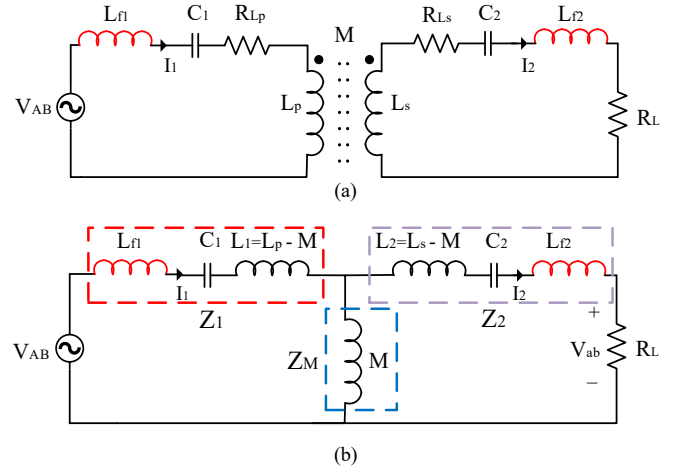 Lf1 C1 RLp M RLs C2 Lf2
I1 I2
VAB Lp Ls RL
(a)
Lf1 C1 L1=Lp - M L2=Ls - M C2 Lf2
I1 I2
Z1 Z2 +
VAB ZM M Vab RL
–
(b)